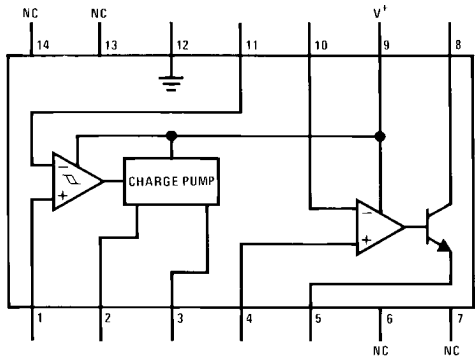 NC NC V+
14 13 12 11 10 9 8
− −
+ CHARGE PUMP +
1 2 3 4 5 6 7
NC NC